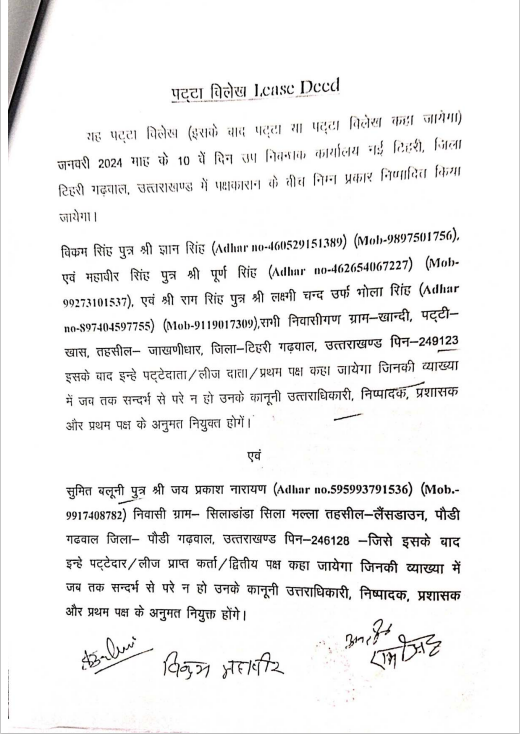 पट्टा विलेख Lease Deed
यह पट्टा विलेख (इसके बाद पट्टा या पट्टा विलेख कहा जायेगा)
जनवरी 2024 माह के 10 वें दिन उप निबन्धक कार्यालय नई टिहरी, जिला
टिहरी गढ़वाल, उत्तराखण्ड में पक्षकारान के बीच निम्न प्रकार निष्पादित किया
जायेगा।
विकम सिंह पुत्र श्री ज्ञान सिंह (Adhar no-460529151389) (Mob-9897501756),
एवं महावीर सिंह पुत्र श्री पूर्ण सिंह (Adhar no-462654067227) (Mob-
99273101537), एवं श्री राम सिंह पुत्र श्री लक्ष्मी चन्द उर्फ भोला सिंह (Adhar
no-897404597755) (Mob-9119017309),सभी निवासीगण ग्राम–खान्दी, पट्टी–
खास, तहसील– जाखणीधार, जिला–टिहरी गढ़वाल, उत्तराखण्ड पिन–249123
इसके बाद इन्हे पट्टेदाता/लीज दाता/प्रथम पक्ष कहा जायेगा जिनकी व्याख्या
में जब तक सन्दर्भ से परे न हो उनके कानूनी उत्तराधिकारी, निष्पादक, प्रशासक
और प्रथम पक्ष के अनुमत नियुक्त होगें।
एवं
सुमित बलूनी पुत्र श्री जय प्रकाश नारायण (Adhar no.595993791536) (Mob.-
9917408782) निवासी ग्राम– सिलाडांडा सिला मल्ला तहसील–लैंसडाउन, पौडी
गढवाल जिला– पौडी गढ़वाल, उत्तराखण्ड पिन–246128 –जिसे इसके बाद
इन्हे पट्टेदार/लीज प्राप्त कर्ता/द्वितीय पक्ष कहा जायेगा जिनकी व्याख्या में
जब तक सन्दर्भ से परे न हो उनके कानूनी उत्तराधिकारी, निष्पादक, प्रशासक
और प्रथम पक्ष के अनुमत नियुक्त होंगे।
विकम महावीर
राम सिंह